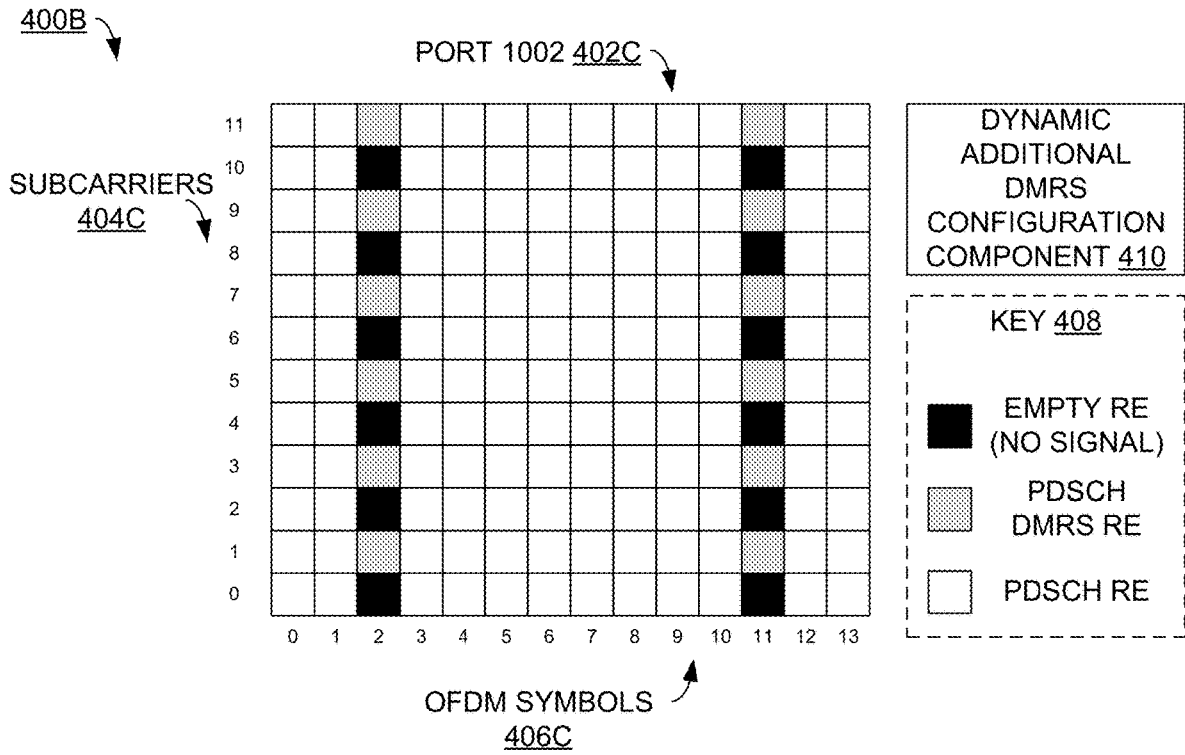 400B
PORT 1002 402C
SUBCARRIERS
404C
11
10
9
8
7
6
5
4
3
2
1
0
0 1 2 3 4 5 6 7 8 9 10 11 12 13
OFDM SYMBOLS
406C
DYNAMIC
ADDITIONAL
DMRS
CONFIGURATION
COMPONENT 410
KEY 408
EMPTY RE
(NO SIGNAL)
PDSCH
DMRS RE
PDSCH RE